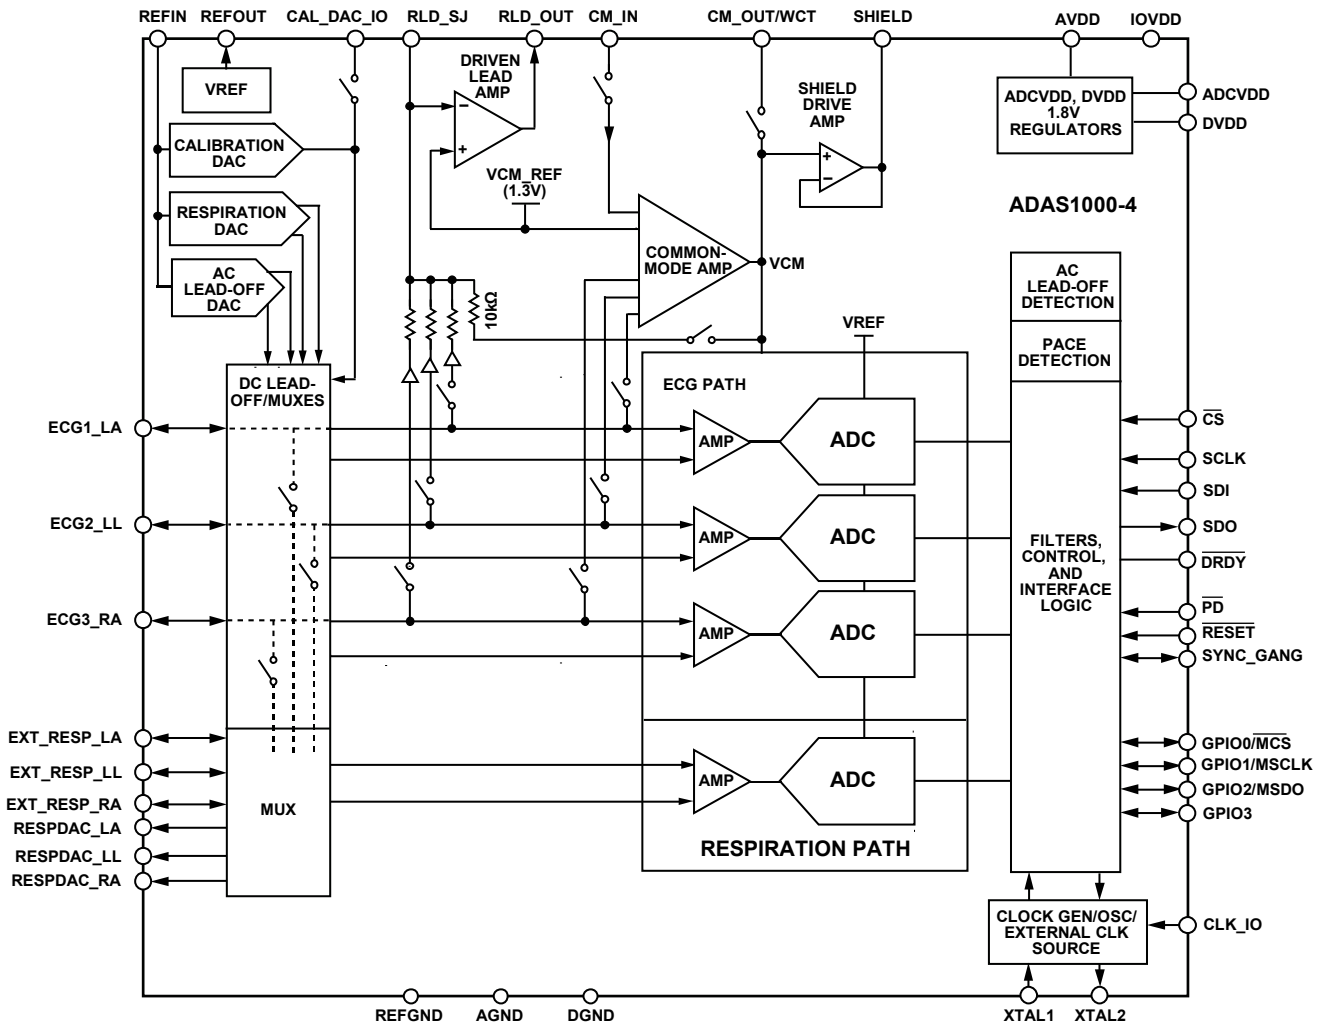 REFIN
REFOUT
CAL_DAC_IO
RLD_SJ
RLD_OUT
CM_IN
CM_OUT/WCT
SHIELD
AVDD
IOVDD
VREF
DRIVEN
LEAD
AMP
SHIELD
DRIVE
AMP
ADCVDD, DVDD
1.8V
REGULATORS
ADCVDD
DVDD
CALIBRATION
DAC
–
+
+
–
VCM_REF
(1.3V)
ADAS1000-4
RESPIRATION
DAC
COMMON-
MODE AMP
VCM
AC
LEAD-OFF
DAC
10kΩ
AC
LEAD-OFF
DETECTION
VREF
PACE
DETECTION
DC LEAD-
OFF/MUXES
ECG PATH
ECG1_LA
AMP
ADC
CS
SCLK
SDI
ECG2_LL
AMP
ADC
FILTERS,
CONTROL,
AND
INTERFACE
LOGIC
SDO
DRDY
PD
ECG3_RA
AMP
ADC
RESET
SYNC_GANG
EXT_RESP_LA
EXT_RESP_LL
EXT_RESP_RA
RESPDAC_LA
RESPDAC_LL
RESPDAC_RA
MUX
AMP
ADC
RESPIRATION PATH
GPIO0/MCS
GPIO1/MSCLK
GPIO2/MSDO
GPIO3
CLOCK GEN/OSC/
EXTERNAL CLK
SOURCE
CLK_IO
REFGND
AGND
DGND
XTAL1
XTAL2